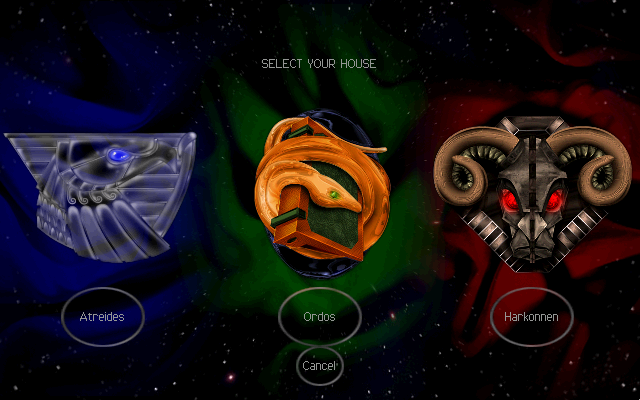 SELECT YOUR HOUSE
Atreides
Ordos
Harkonnen
Cancel